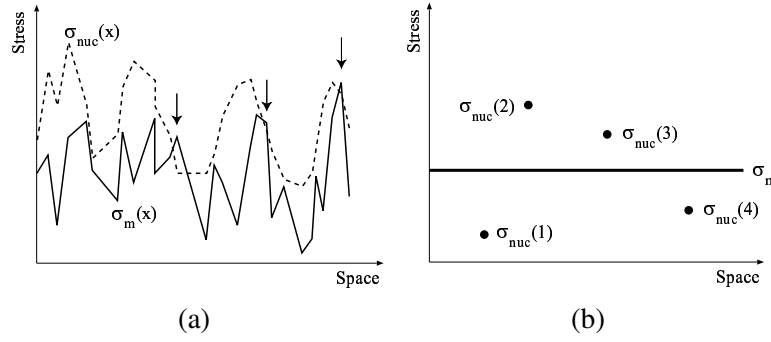 Stress
σnuc(x)
σm(x)
Space
(a)
Stress
σnuc(2)
σnuc(3)
σnuc(4)
σnuc(1)
Space
(b)